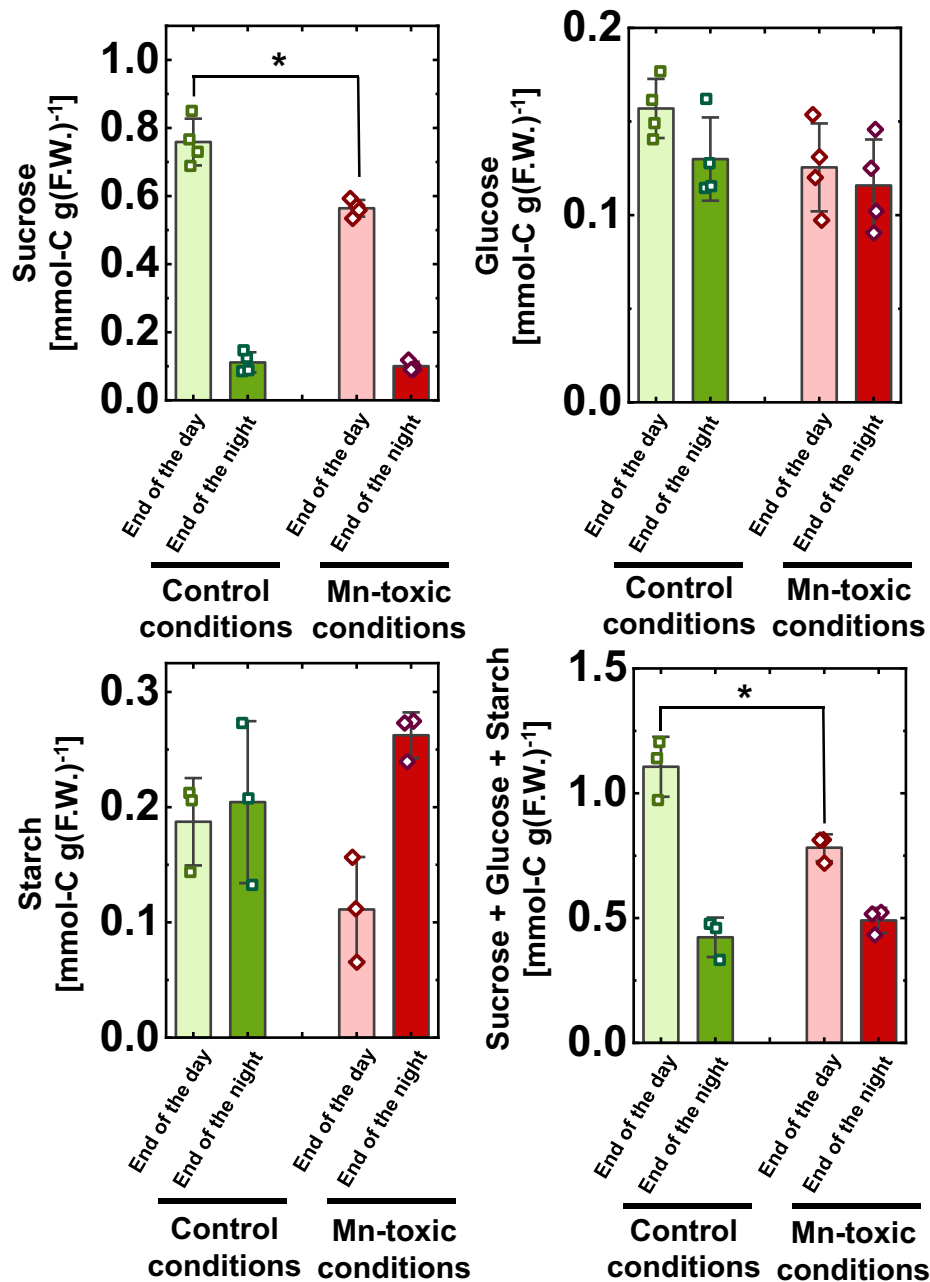 Sucrose
[mmol-C g(F.W.)⁻¹]
1.0
0.8
0.6
0.4
0.2
0.0
*
End of the day
End of the night
End of the day
End of the night
Control
conditions
Mn-toxic
conditions
Glucose
[mmol-C g(F.W.)⁻¹]
0.2
0.1
0.0
End of the day
End of the night
End of the day
End of the night
Control
conditions
Mn-toxic
conditions
Starch
[mmol-C g(F.W.)⁻¹]
0.3
0.2
0.1
0.0
End of the day
End of the night
End of the day
End of the night
Control
conditions
Mn-toxic
conditions
Sucrose + Glucose + Starch
[mmol-C g(F.W.)⁻¹]
1.5
1.0
0.5
0.0
*
End of the day
End of the night
End of the day
End of the night
Control
conditions
Mn-toxic
conditions